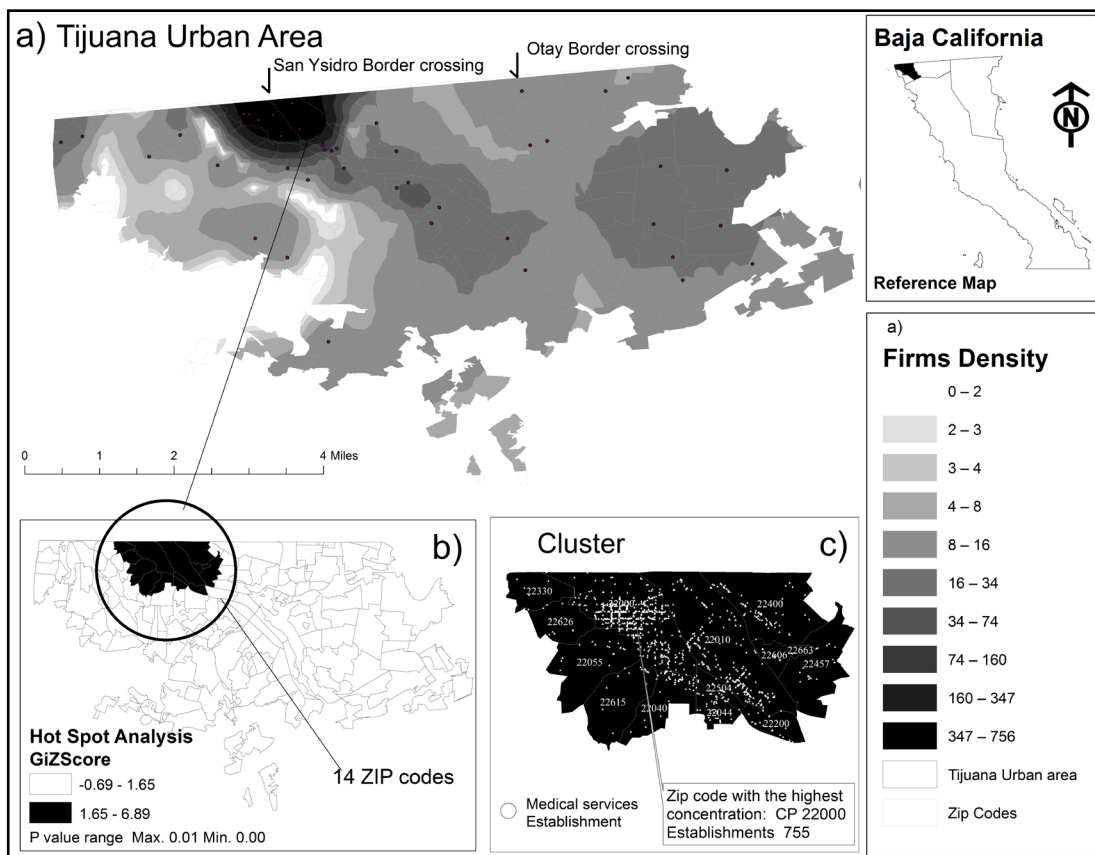 a) Tijuana Urban Area
San Ysidro Border crossing
Otay Border crossing
0 1 2 4 Miles
Baja California
N
Reference Map
a)
Firms Density
0 – 2
2 – 3
3 – 4
4 – 8
8 – 16
16 – 34
34 – 74
74 – 160
160 – 347
347 – 756
Tijuana Urban area
Zip Codes
b)
Hot Spot Analysis
GiZScore
-0.69 - 1.65
1.65 - 6.89
P value range Max. 0.01 Min. 0.00
14 ZIP codes
Cluster
c)
22330
22000
22400
22626
22010
22055
22606
22663
22457
22504
22615
22040
22044
22200
Medical services
Establishment
Zip code with the highest
concentration: CP 22000
Establishments 755